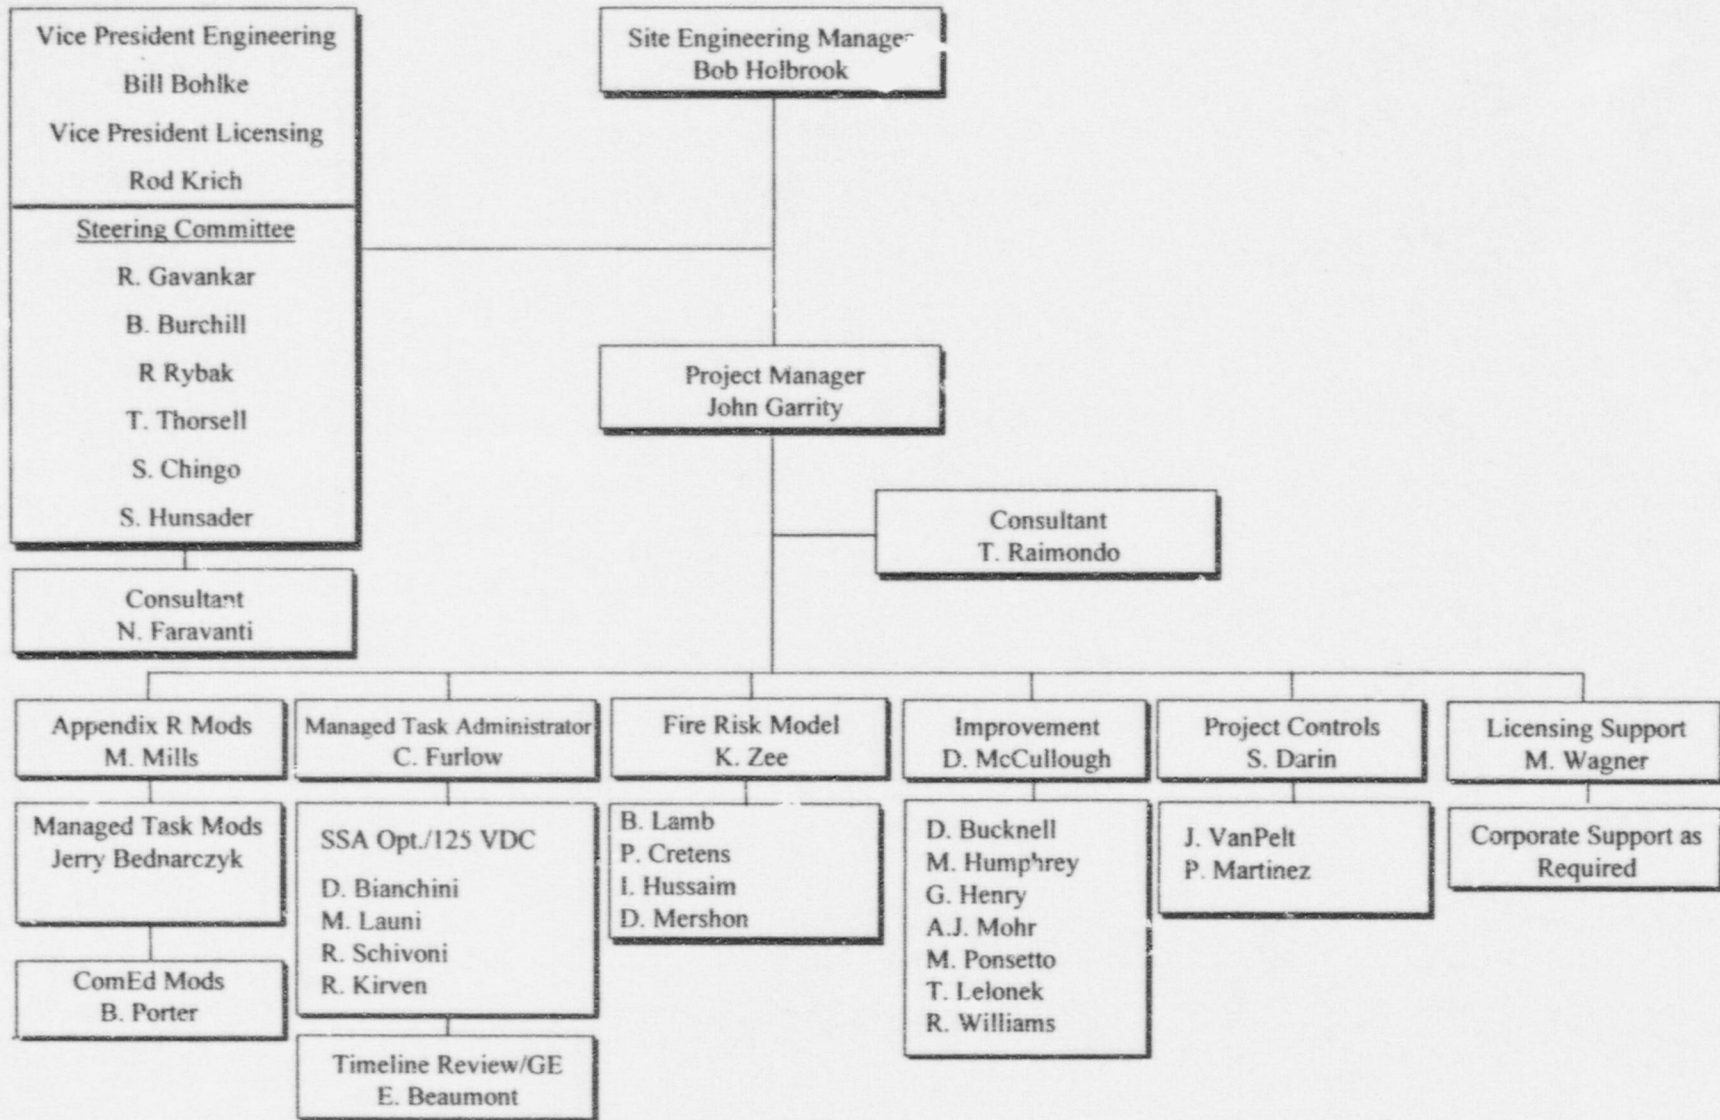 Vice President Engineering
Bill Bohlke
Vice President Licensing
Rod Krich
Steering Committee
R. Gavankar
B. Burchill
R Rybak
T. Thorsell
S. Chingo
S. Hunsader
Consultant
N. Faravanti
Site Engineering Manager
Bob Holbrook
Project Manager
John Garrity
Consultant
T. Raimondo
Appendix R Mods
M. Mills
Managed Task Mods
Jerry Bednarczyk
ComEd Mods
B. Porter
Managed Task Administrator
C. Furlow
SSA Opt./125 VDC
D. Bianchini
M. Launi
R. Schivoni
R. Kirven
Timeline Review/GE
E. Beaumont
Fire Risk Model
K. Zee
B. Lamb
P. Cretens
I. Hussaim
D. Mershon
Improvement
D. McCullough
D. Bucknell
M. Humphrey
G. Henry
A.J. Mohr
M. Ponsetto
T. Lelonek
R. Williams
Project Controls
S. Darin
J. VanPelt
P. Martinez
Licensing Support
M. Wagner
Corporate Support as
Required